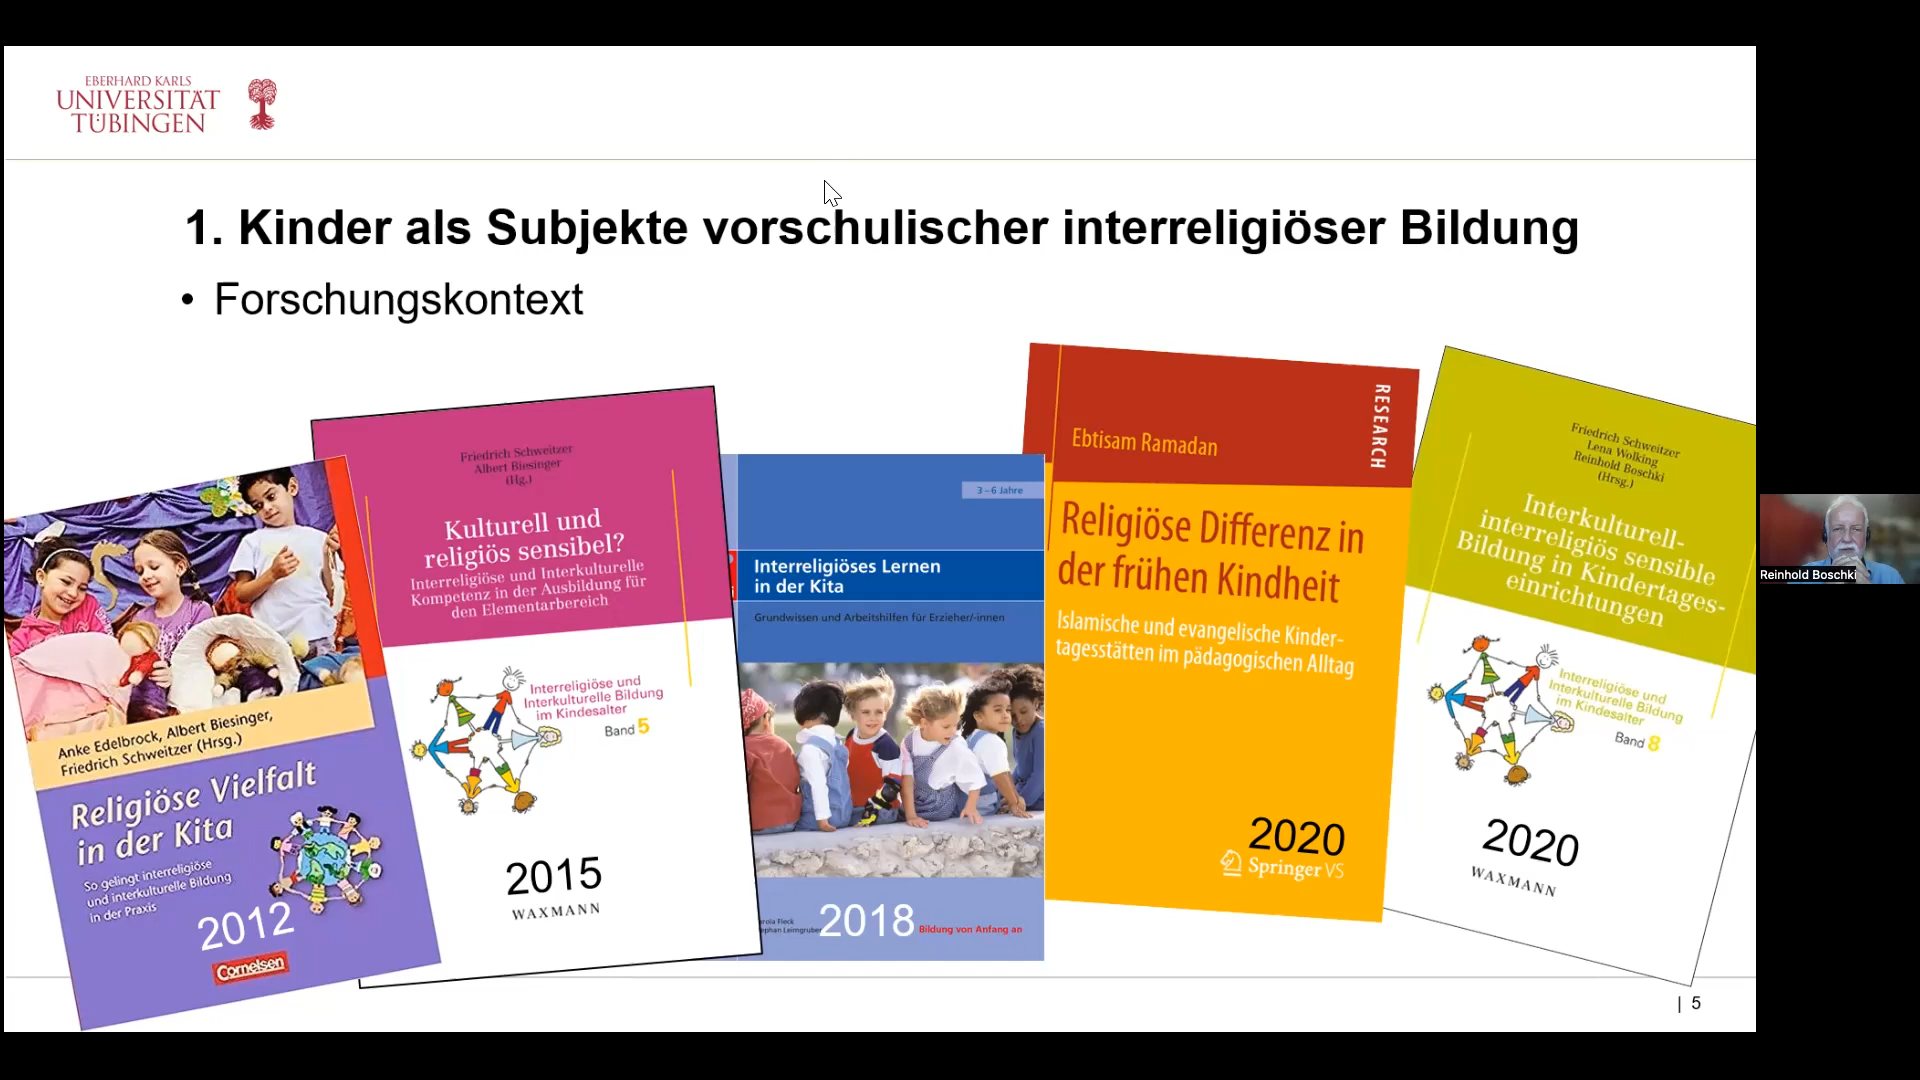 EBERHARD KARLS
UNIVERSITÄT
TÜBINGEN
1. Kinder als Subjekte vorschulischer interreligiöser Bildung
• Forschungskontext
Anke Edelbrock, Albert Biesinger,
Friedrich Schweitzer (Hrsg.)
Religiöse Vielfalt
in der Kita
So gelingt interreligiöse
und interkulturelle Bildung
in der Praxis
2012
Cornelsen
Friedrich Schweitzer
Albert Biesinger
(Hg.)
Kulturell und
religiös sensibel?
Interreligiöse und Interkulturelle
Kompetenz in der Ausbildung für
den Elementarbereich
Interreligiöse und
Interkulturelle Bildung
im Kindesalter
Band 5
2015
WAXMANN
3–6 Jahre
Interreligiöses Lernen
in der Kita
Grundwissen und Arbeitshilfen für Erzieher/-innen
Fleck
Leimgruber
2018
Bildung von Anfang an
RESEARCH
Ebtisam Ramadan
Religiöse Differenz in
der frühen Kindheit
Islamische und evangelische Kinder-
tagesstätten im pädagogischen Alltag
2020
Springer VS
Friedrich Schweitzer
Lena Wolking
Reinhold Boschki
(Hrsg.)
Interkulturell-
interreligiös sensible
Bildung in Kindertages-
einrichtungen
Interreligiöse und
Interkulturelle Bildung
im Kindesalter
Band 8
2020
WAXMANN
| 5
Reinhold Boschki